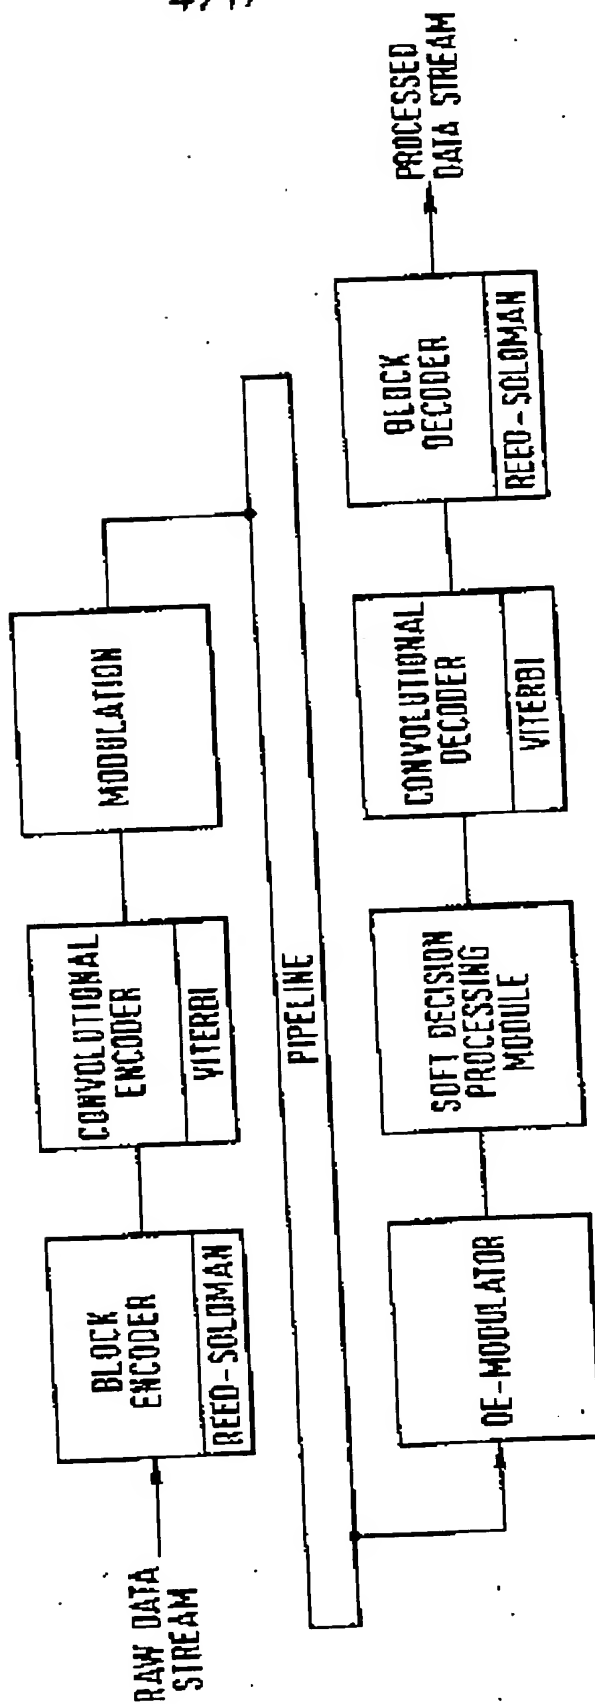 RAW DATA
STREAM
BLOCK
ENCODER
REED-SOLOMAN
CONVOLUTIONAL
ENCODER
VITERBI
MODULATION
PIPELINE
DE-MODULATOR
SOFT DECISION
PROCESSING
MODULE
CONVOLUTIONAL
DECODER
VITERBI
BLOCK
DECODER
REED-SOLOMAN
PROCESSED
DATA STREAM